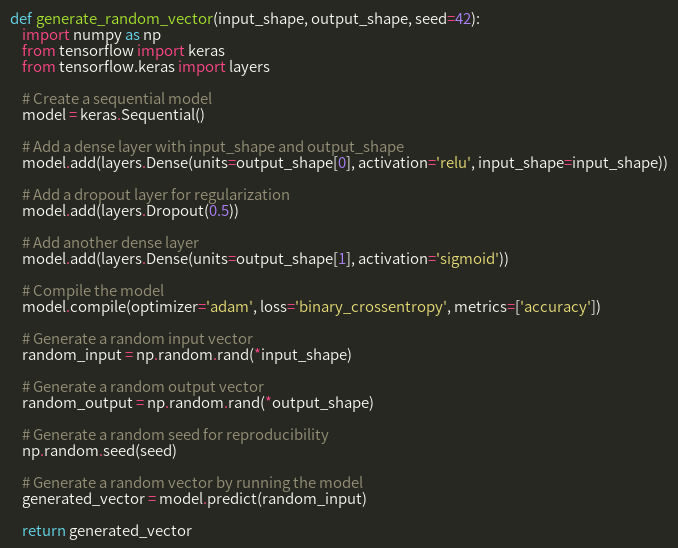 def generate_random_vector(input_shape, output_shape, seed=42):
import numpy as np
from tensorflow import keras
from tensorflow.keras import layers
# Create a sequential model
model = keras.Sequential()
# Add a dense layer with input_shape and output_shape
model.add(layers.Dense(units=output_shape[0], activation='relu', input_shape=input_shape))
# Add a dropout layer for regularization
model.add(layers.Dropout(0.5))
# Add another dense layer
model.add(layers.Dense(units=output_shape[1], activation='sigmoid'))
# Compile the model
model.compile(optimizer='adam', loss='binary_crossentropy', metrics=['accuracy'])
# Generate a random input vector
random_input = np.random.rand(*input_shape)
# Generate a random output vector
random_output = np.random.rand(*output_shape)
# Generate a random seed for reproducibility
np.random.seed(seed)
# Generate a random vector by running the model
generated_vector = model.predict(random_input)
return generated_vector